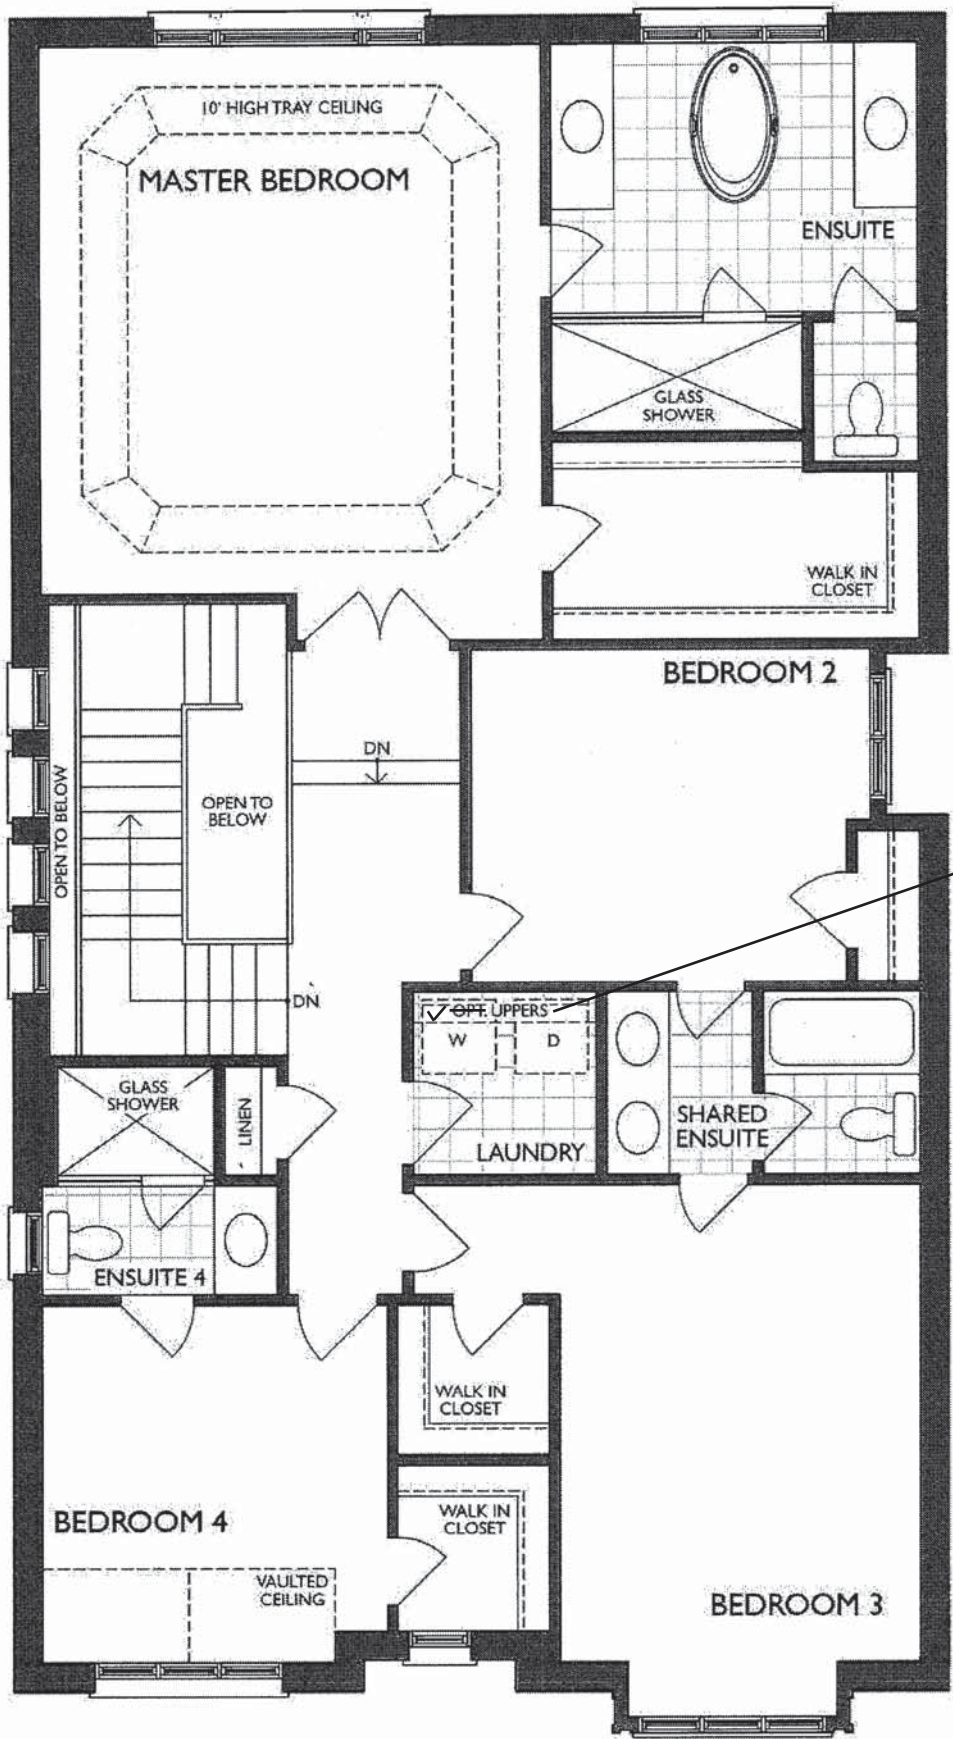 10' HIGH TRAY CEILING
MASTER BEDROOM
ENSUITE
GLASS
SHOWER
WALK IN
CLOSET
BEDROOM 2
DN
OPEN TO BELOW
OPEN TO
BELOW
DN
OPT. UPPERS
W
D
GLASS
SHOWER
LINEN
LAUNDRY
SHARED
ENSUITE
ENSUITE 4
WALK IN
CLOSET
WALK IN
CLOSET
BEDROOM 4
VAULTED
CEILING
BEDROOM 3